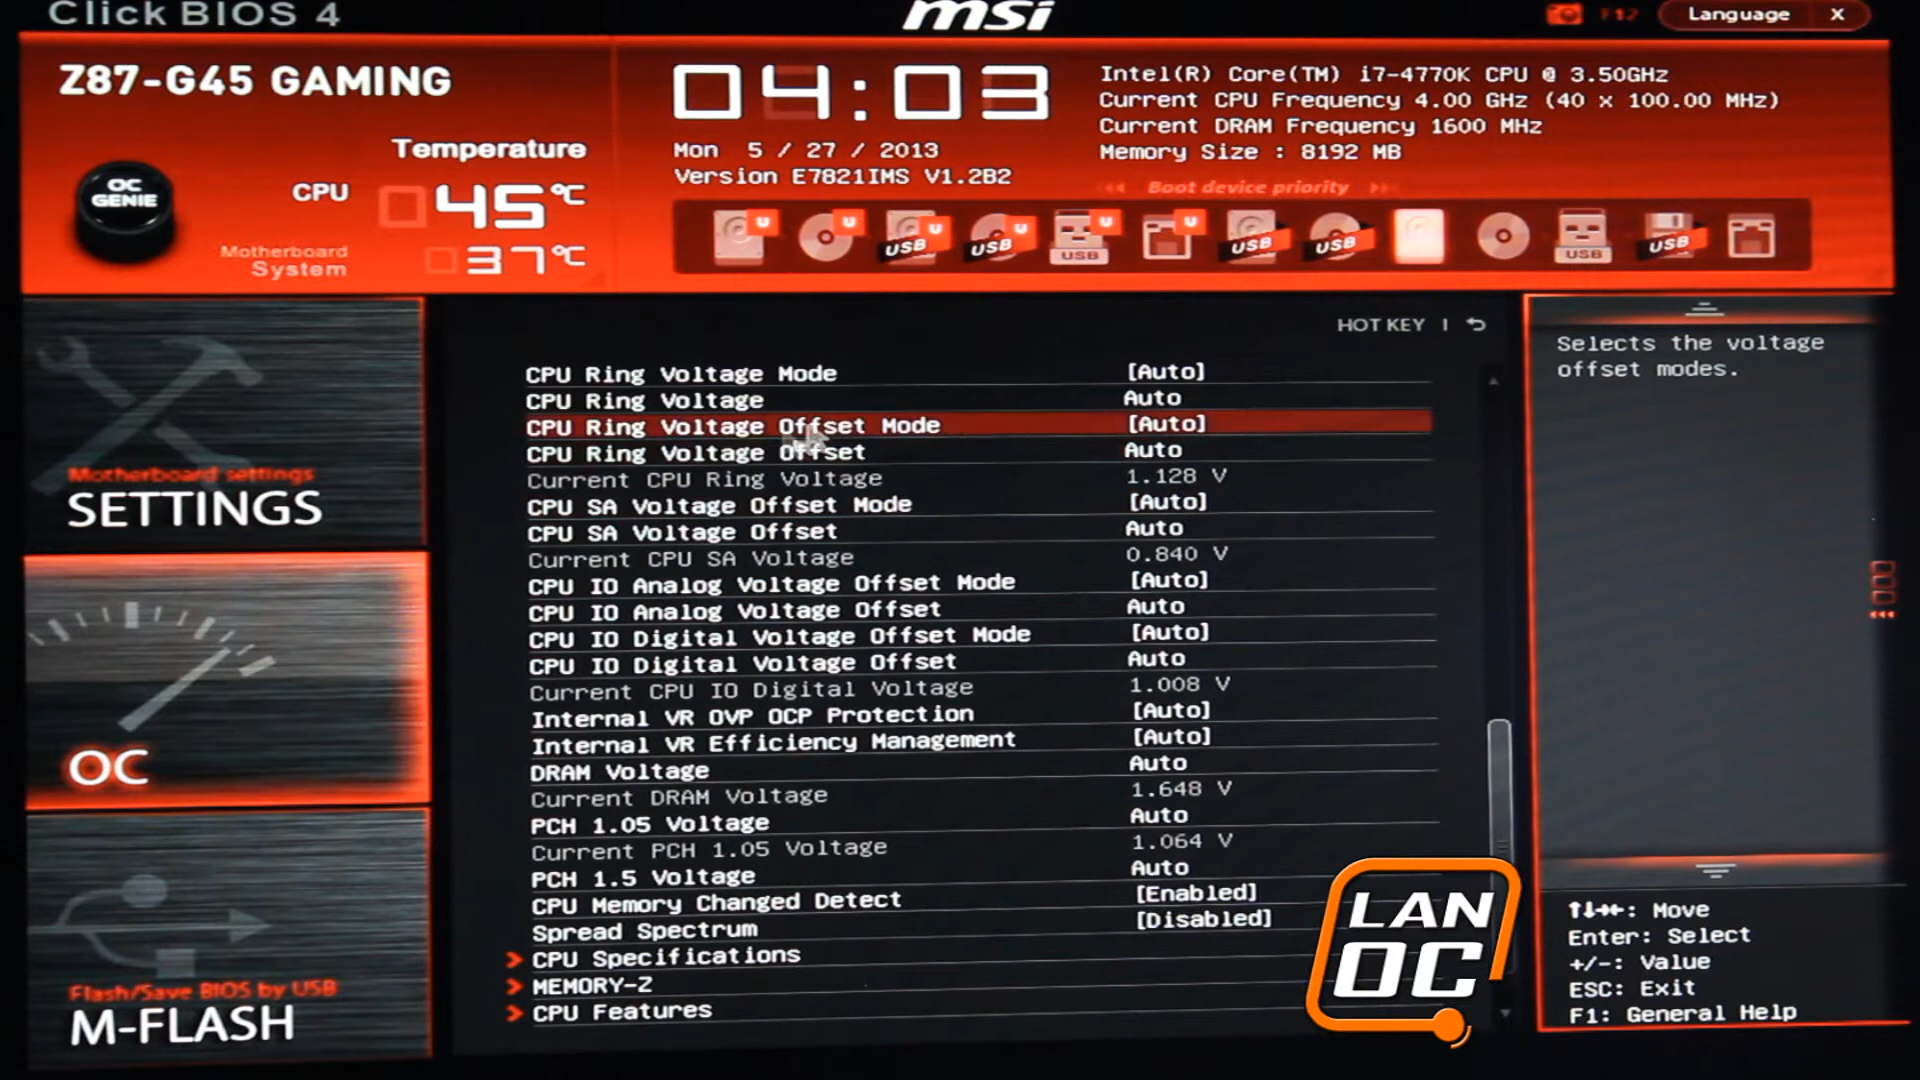 Click BIOS 4
msi
F12
Language X
Z87-G45 GAMING
04:03
Intel(R) Core(TM) i7-4770K CPU @ 3.50GHz
Current CPU Frequency 4.00 GHz (40 x 100.00 MHz)
Current DRAM Frequency 1600 MHz
Memory Size : 8192 MB
Mon 5 / 27 / 2013
Version E7821IMS V1.2B2
Temperature
OC GENIE
CPU 45°C
Motherboard
System 37°C
Boot device priority
U U U U U U
USB USB USB USB USB USB USB
HOT KEY | ↩
Motherboard settings
SETTINGS
OC
Flash/Save BIOS by USB
M-FLASH
CPU Ring Voltage Mode [Auto]
CPU Ring Voltage Auto
CPU Ring Voltage Offset Mode [Auto]
CPU Ring Voltage Offset Auto
Current CPU Ring Voltage 1.128 V
CPU SA Voltage Offset Mode [Auto]
CPU SA Voltage Offset Auto
Current CPU SA Voltage 0.840 V
CPU IO Analog Voltage Offset Mode [Auto]
CPU IO Analog Voltage Offset Auto
CPU IO Digital Voltage Offset Mode [Auto]
CPU IO Digital Voltage Offset Auto
Current CPU IO Digital Voltage 1.008 V
Internal VR OVP OCP Protection [Auto]
Internal VR Efficiency Management [Auto]
DRAM Voltage Auto
Current DRAM Voltage 1.648 V
PCH 1.05 Voltage Auto
Current PCH 1.05 Voltage 1.064 V
PCH 1.5 Voltage Auto
CPU Memory Changed Detect [Enabled]
Spread Spectrum [Disabled]
> CPU Specifications
> MEMORY-Z
> CPU Features
Selects the voltage
offset modes.
↑↓→←: Move
Enter: Select
+/-: Value
ESC: Exit
F1: General Help
LAN
OC